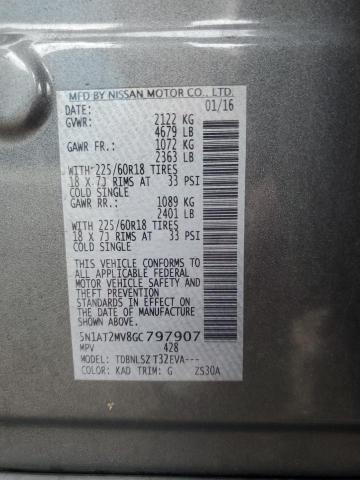 MFD BY NISSAN MOTOR CO., LTD.
DATE: 01/16
GVWR: 2122 KG
4679 LB
GAWR FR: 1072 KG
2363 LB
WITH 225/60R18 TIRES
18 X 7J RIMS AT 33 PSI
COLD SINGLE
GAWR RR: 1089 KG
2401 LB
WITH 225/60R18 TIRES
18 X 7J RIMS AT 33 PSI
COLD SINGLE
THIS VEHICLE CONFORMS TO
ALL APPLICABLE FEDERAL
MOTOR VEHICLE SAFETY
AND THEFT PREVENTION
STANDARDS IN EFFECT ON
THE DATE OF MANUFACTURE
SHOWN ABOVE.
5N1AT2MV8GC797907
MPV 428
MODEL: TDBNLSZ T32EVA---
COLOR: KAD TRIM: G ZS30A